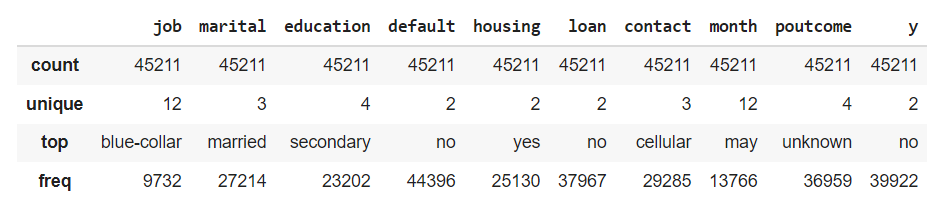 job marital education default housing loan contact month poutcome y
count 45211 45211 45211 45211 45211 45211 45211 45211 45211 45211
unique 12 3 4 2 2 2 3 12 4 2
top blue-collar married secondary no yes no cellular may unknown no
freq 9732 27214 23202 44396 25130 37967 29285 13766 36959 39922